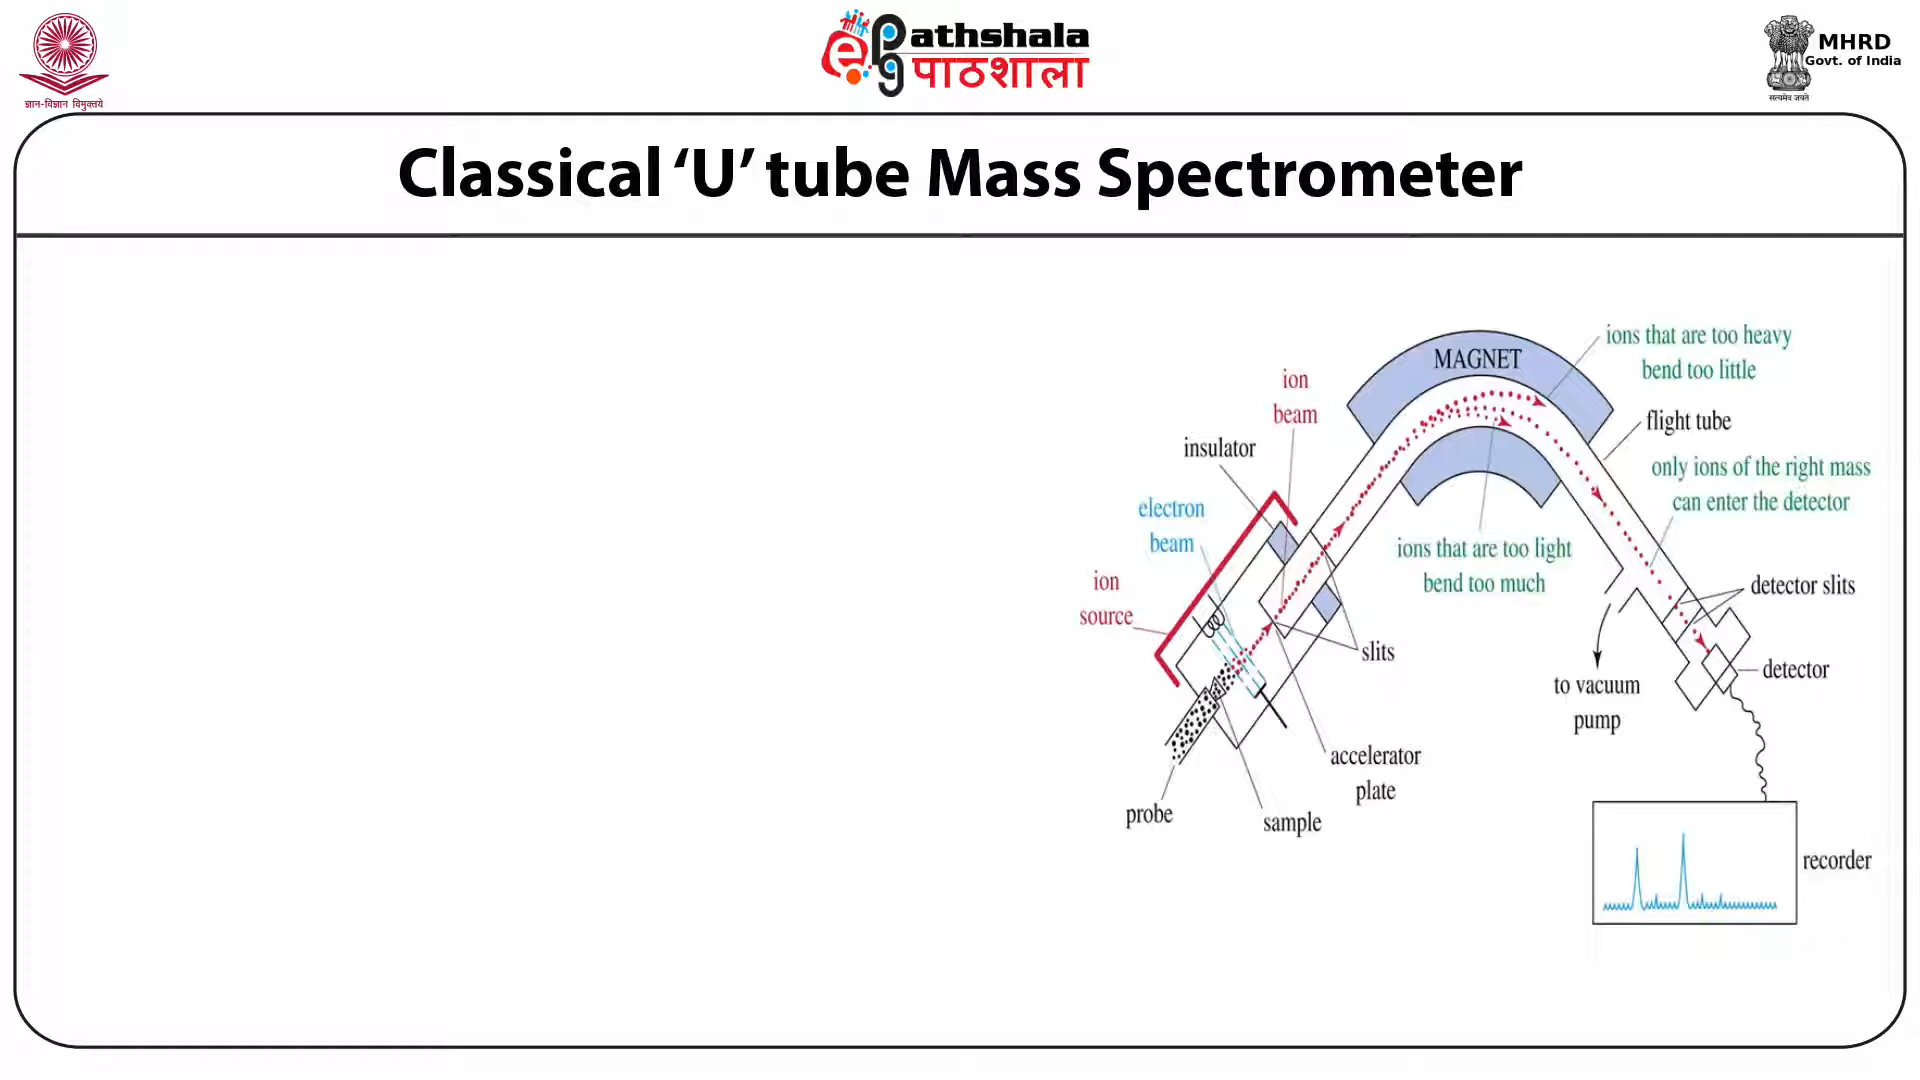 ज्ञान-विज्ञान विमुक्तये
ePathshala
पाठशाला
सत्यमेव जयते
MHRD
Govt. of India
Classical ‘U’ tube Mass Spectrometer
MAGNET
ions that are too heavy
bend too little
ion
beam
flight tube
insulator
only ions of the right mass
can enter the detector
electron
beam
ions that are too light
bend too much
ion
source
detector slits
slits
detector
to vacuum
pump
accelerator
plate
probe
sample
recorder